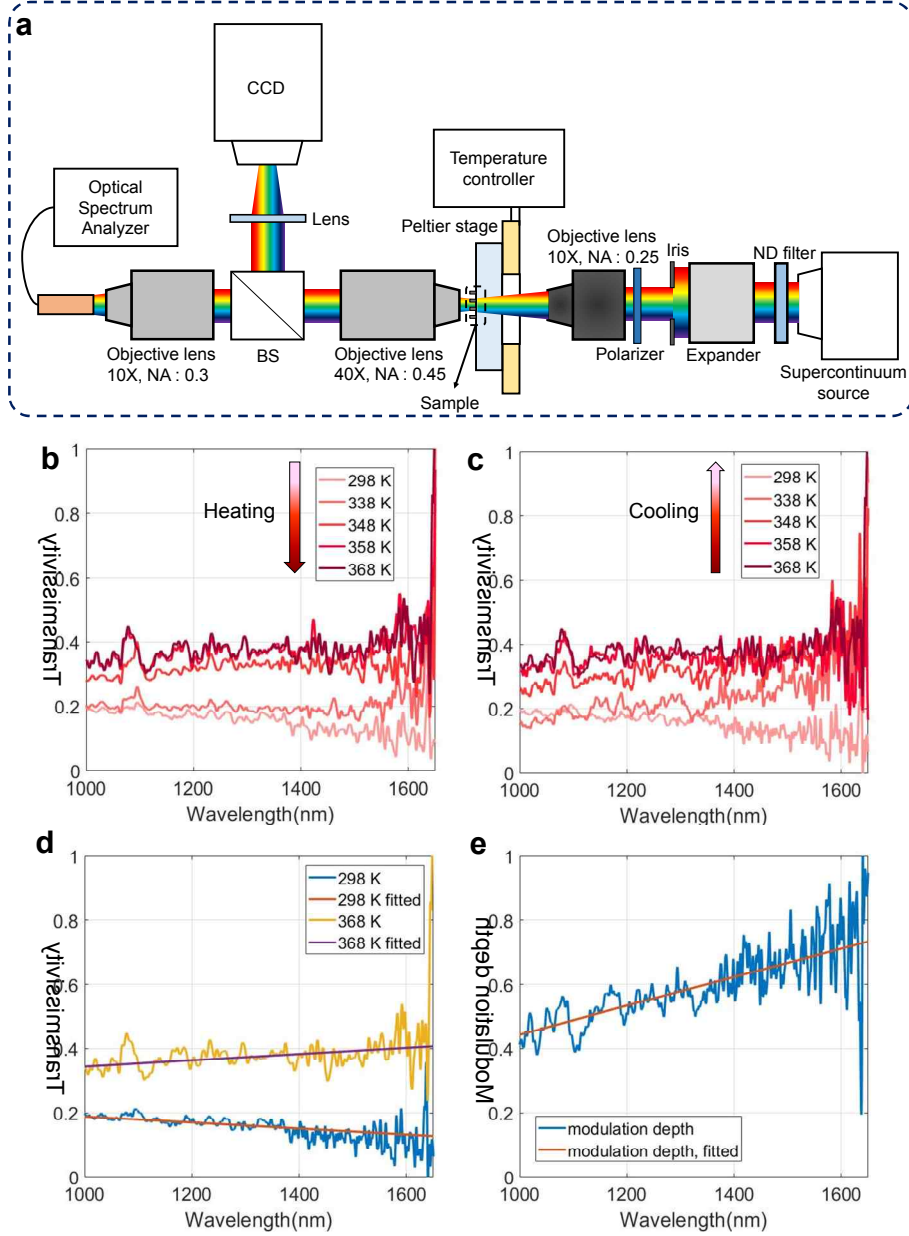 a
CCD
Optical
Spectrum
Analyzer
Lens
Temperature
controller
Peltier stage
Objective lens
10X, NA : 0.25
Iris
ND filter
Objective lens
10X, NA : 0.3
BS
Objective lens
40X, NA : 0.45
Sample
Polarizer
Expander
Supercontinuum
source
b
Heating
298 K
338 K
348 K
358 K
368 K
Transmissivity
1
0.8
0.6
0.4
0.2
0
1000 1200 1400 1600
Wavelength(nm)
c
Cooling
298 K
338 K
348 K
358 K
368 K
Transmissivity
1
0.8
0.6
0.4
0.2
0
1000 1200 1400 1600
Wavelength(nm)
d
298 K
298 K fitted
368 K
368 K fitted
Transmissivity
1
0.8
0.6
0.4
0.2
0
1000 1200 1400 1600
Wavelength(nm)
e
Modulation depth
1
0.8
0.6
0.4
0.2
0
modulation depth
modulation depth, fitted
1000 1200 1400 1600
Wavelength(nm)